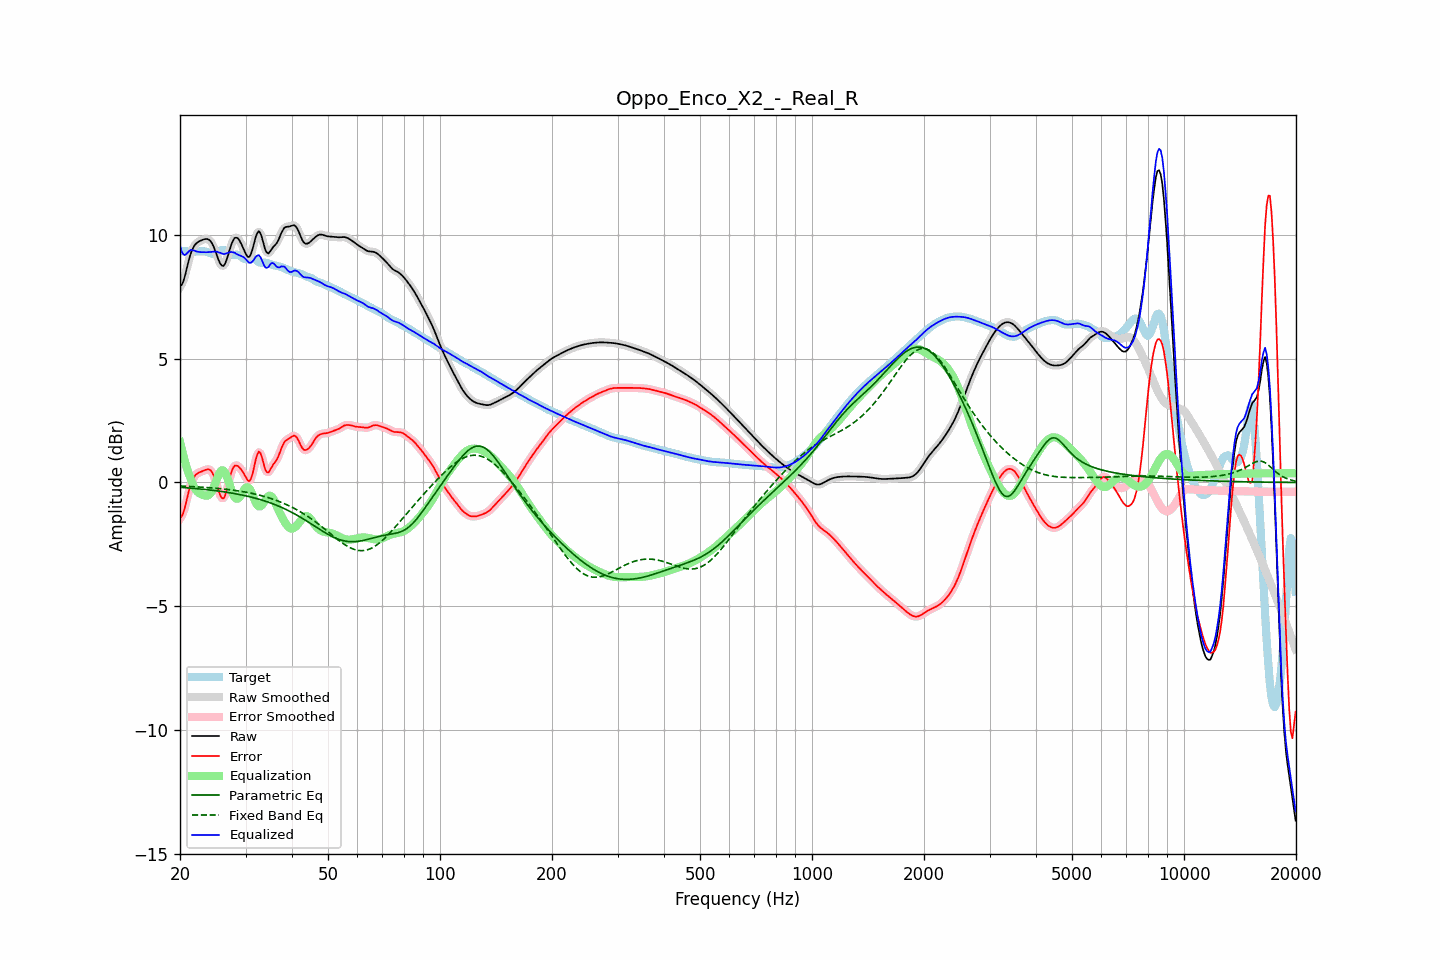 Oppo_Enco_X2_-_Real_R
Amplitude (dBr)
10
5
0
−5
−10
−15
Target
Raw Smoothed
Error Smoothed
Raw
Error
Equalization
Parametric Eq
Fixed Band Eq
Equalized
20 50 100 200 500 1000 2000 5000 10000 20000
Frequency (Hz)